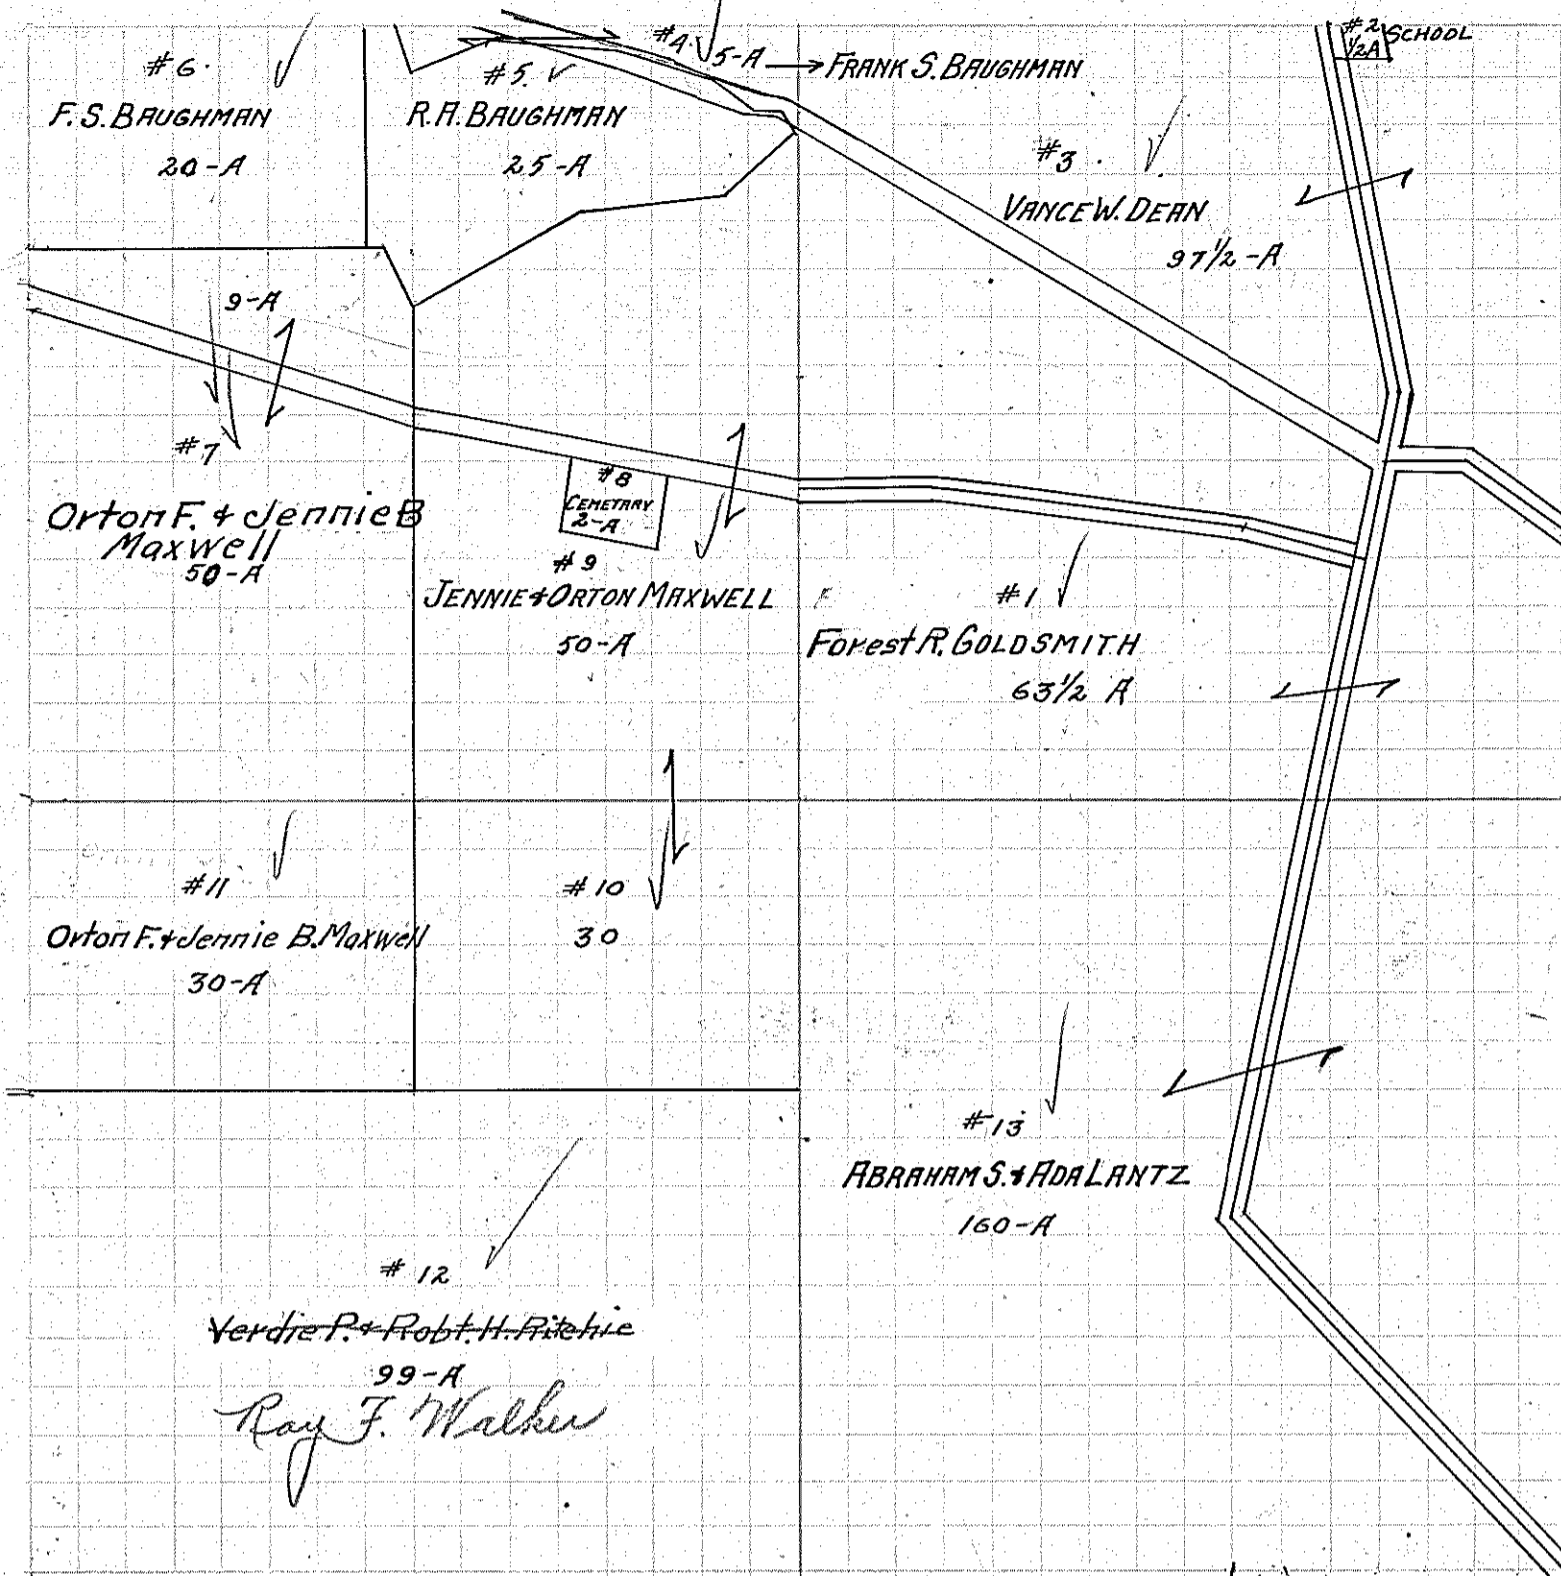 #6.
F. S. BAUGHMAN
20-A
#5.
R.A. BAUGHMAN
25-A
#4
5-A → FRANK S. BAUGHMAN
#2
1/2A
SCHOOL
#3.
VANCE W. DEAN
97 1/2-A
9-A
#7
Orton F. & Jennie B
Maxwell
50-A
#8
CEMETARY
2-A
#9
JENNIE & ORTON MAXWELL
50-A
#1
Forest R. GOLDSMITH
63 1/2 A
#11
Orton F. & Jennie B. Maxwell
30-A
#10
30
#13
ABRAHAM S. & ADA LANTZ
160-A
#12
Verdie P. & Robt. H. Ritchie
99-A
Ray F. Walker